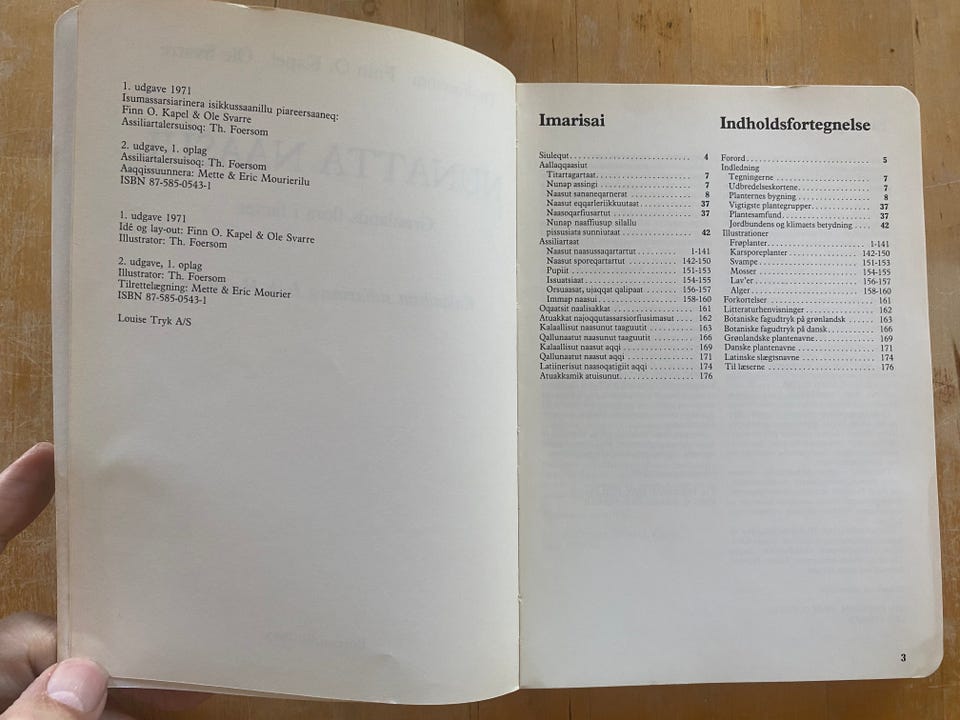 1. udgave 1971
Isumassarsiarinera isikkussaanillu piareersaaneq:
Finn O. Kapel & Ole Svarre
Assiliartalersuisoq: Th. Foersom
2. udgave, 1. oplag
Assiliartalersuisoq: Th. Foersom
Aaqqissuunnera: Mette & Eric Mourierilu
ISBN 87-585-0543-1
1. udgave 1971
Idé og lay-out: Finn O. Kapel & Ole Svarre
Illustrator: Th. Foersom
2. udgave, 1. oplag
Illustrator: Th. Foersom
Tilrettelægning: Mette & Eric Mourier
ISBN 87-585-0543-1
Louise Tryk A/S
Imarisai
Siulequt 4
Aallaqqaasiut
Titartagartaat 7
Nunap assingi 7
Naasut sananeqarnerat 8
Naasut eqqarleriikkuutaat 37
Naasoqarfiusartut 37
Nunap naaffiusup silallu
pissusiata sunniutaat 42
Assiliartaat
Naasut naasussaqartartut 1-141
Naasut sporeqartartut 142-150
Pupiit 151-153
Issuatsiaat 154-155
Orsuaasat, ujaqqat qalipaat 156-157
Immap naasui 158-160
Oqaatsit naalisakkat 161
Atuakkat najoqqutassarsiorfiusimasut 162
Kalaallisut naasunut taaguutit 163
Qallunaatut naasunut taaguutit 166
Kalaallisut naasut aqqi 169
Qallunaatut naasut aqqi 171
Latiinerisut naasoqatigiit aqqi 174
Atuakkamik atuisunut 176
Indholdsfortegnelse
Forord 5
Indledning
Tegningerne 7
Udbredelseskortene 7
Planternes bygning 8
Vigtigste plantegrupper 37
Plantesamfund 37
Jordbundens og klimaets betydning 42
Illustrationer
Frøplanter 1-141
Karsporeplanter 142-150
Svampe 151-153
Mosser 154-155
Lav'er 156-157
Alger 158-160
Forkortelser 161
Litteraturhenvisninger 162
Botaniske fagudtryk på grønlandsk 163
Botaniske fagudtryk på dansk 166
Grønlandske plantenavne 169
Danske plantenavne 171
Latinske slægtsnavne 174
Til læserne 176
3